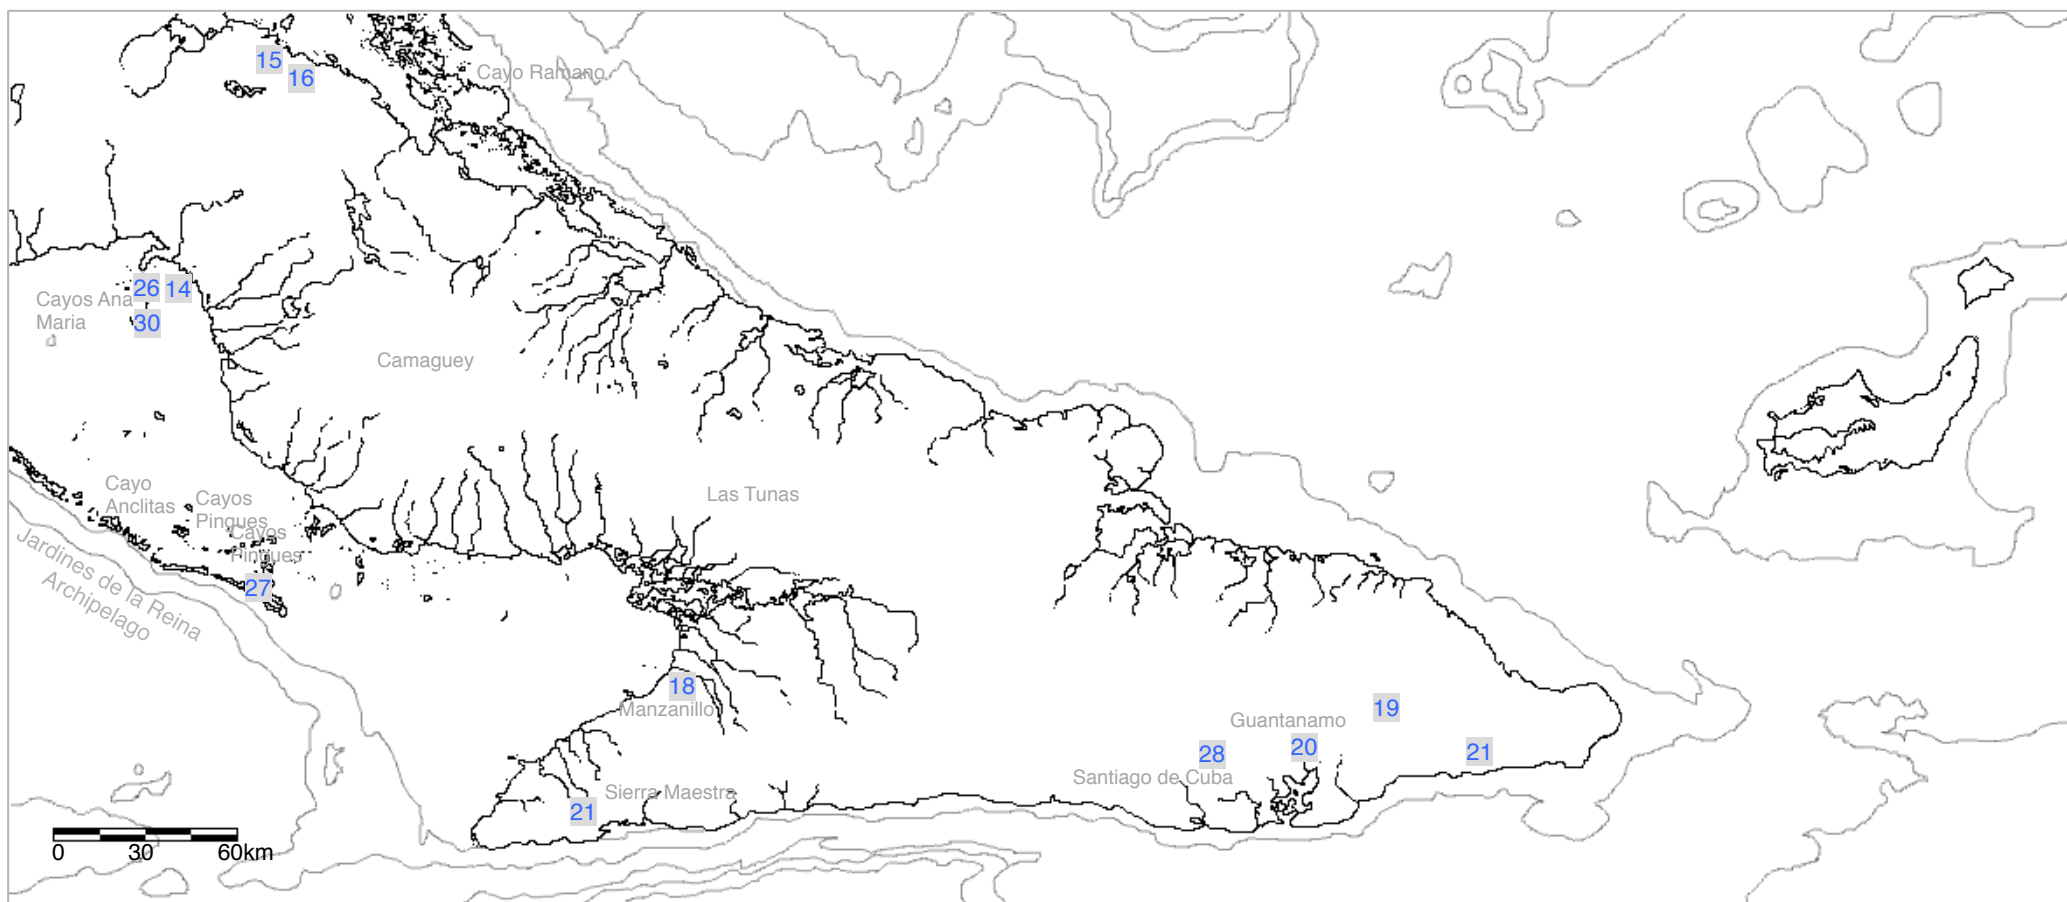 15
16
Cayo Ramano
26 14
Cayos Ana
Maria
30
Camaguey
Cayo
Anclitas
Cayos
Pingues
Cayos
Pingues
Las Tunas
Jardines de la Reina
Archipelago
27
18
Manzanillo
19
Guantanamo
28
20
21
Santiago de Cuba
Sierra Maestra
21
0 30 60km